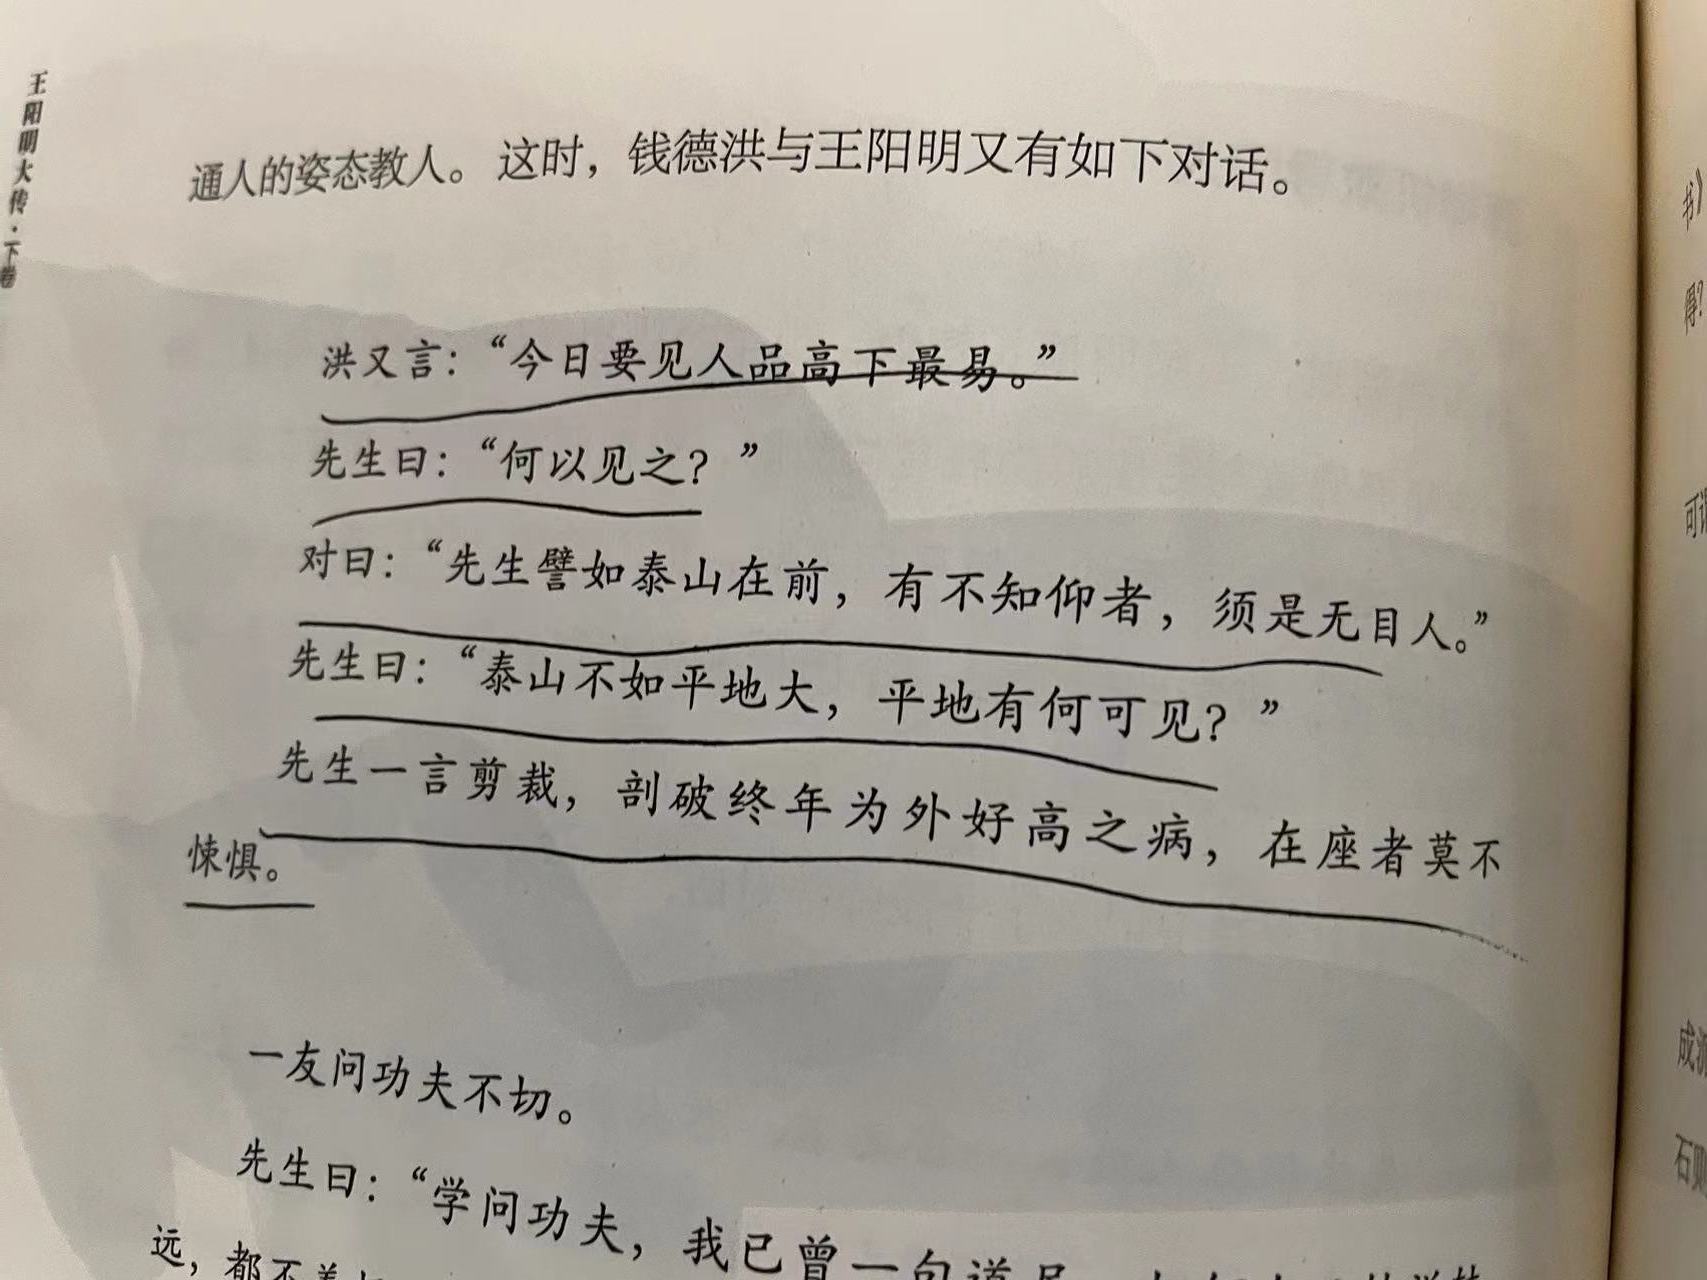 王阳明大传·下卷
通人的姿态教人。这时，钱德洪与王阳明又有如下对话。
洪又言：“今日要见人品高下最易。”
先生曰：“何以见之？”
对曰：“先生譬如泰山在前，有不知仰者，须是无目人。”
先生曰：“泰山不如平地大，平地有何可见？”
先生一言剪裁，剖破终年为外好高之病，在座者莫不
悚惧。
一友问功夫不切。
先生曰：“学问功夫，我已曾一句道尽
远，都不着
书》
得？
可
成
石